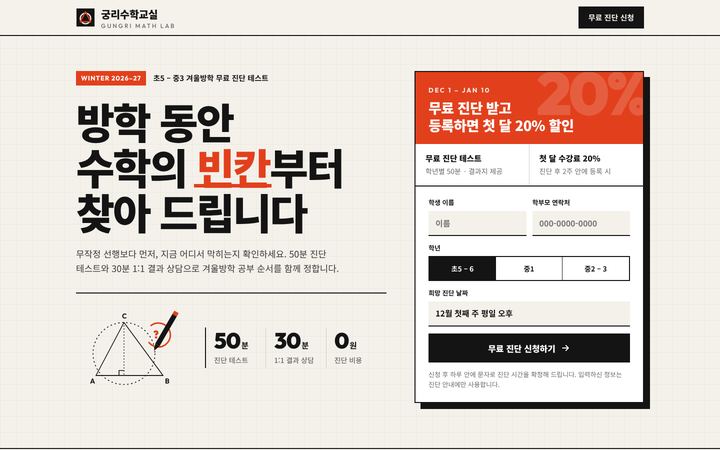 궁리수학교실
GUNGRI MATH LAB
무료 진단 신청
WINTER 2026–27
초5 – 중3 겨울방학 무료 진단 테스트
방학 동안
수학의 빈칸부터
찾아 드립니다
무작정 선행보다 먼저, 지금 어디서 막히는지 확인하세요. 50분 진단
테스트와 30분 1:1 결과 상담으로 겨울방학 공부 순서를 함께 정합니다.
C
?
A
B
50분
진단 테스트
30분
1:1 결과 상담
0원
진단 비용
20%
DEC 1 – JAN 10
무료 진단 받고
등록하면 첫 달 20% 할인
무료 진단 테스트
학년별 50분 · 결과지 제공
첫 달 수강료 20%
진단 후 2주 안에 등록 시
학생 이름
이름
학부모 연락처
000-0000-0000
학년
초5 – 6
중1
중2 – 3
희망 진단 날짜
12월 첫째 주 평일 오후
무료 진단 신청하기 →
신청 후 하루 안에 문자로 진단 시간을 확정해 드립니다. 입력하신 정보는
진단 안내에만 사용합니다.